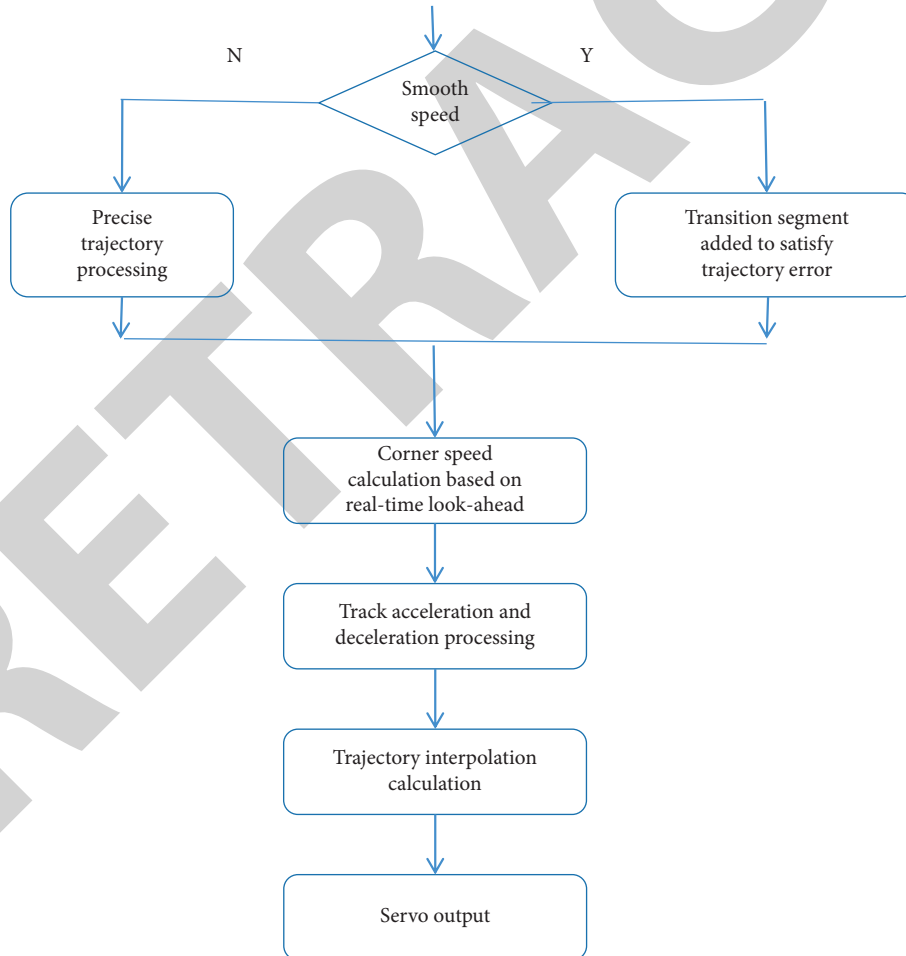 N
Y
Smooth
speed
Precise
trajectory
processing
Transition segment
added to satisfy
trajectory error
Corner speed
calculation based on
real-time look-ahead
Track acceleration and
deceleration processing
Trajectory interpolation
calculation
Servo output
RETRAC